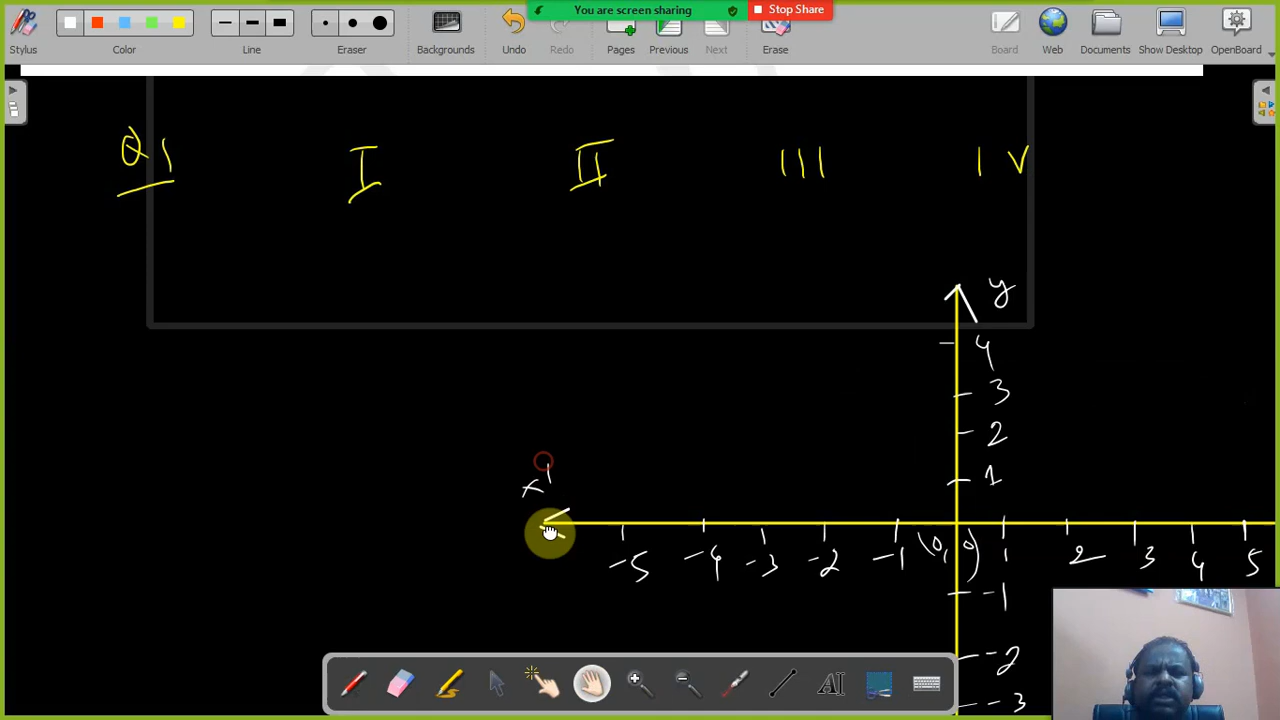 You are screen sharing Stop Share
Stylus Color Line Eraser Backgrounds Undo Redo Pages Previous Next Erase Board Web Documents Show Desktop OpenBoard
Q1 I II III IV
y
4
3
2
1
x'
-5 -4 -3 -2 -1 (0,0) 1 2 3 4 5
-1
-2
-3
AI